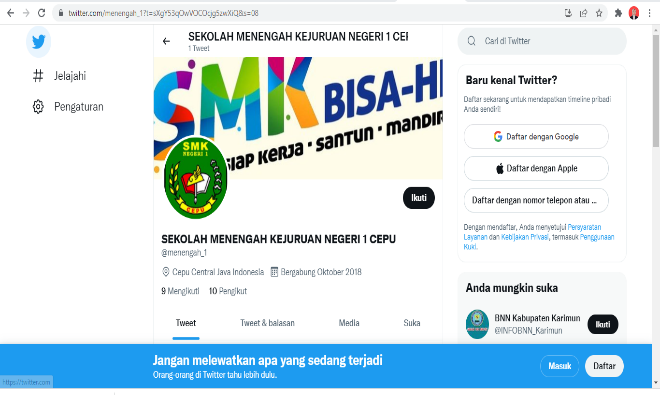 twitter.com/menengah_1?t=sXgY53qOwVOCOcjg5zwXiQ&s=08
Jelajahi
Pengaturan
SEKOLAH MENENGAH KEJURUAN NEGERI 1 CEP
1 Tweet
SMK BISA-HE
SIAP KERJA • SANTUN • MANDIR
SMK
NEGERI 1
CEPU
Ikuti
SEKOLAH MENENGAH KEJURUAN NEGERI 1 CEPU
@menengah_1
Cepu Central Java Indonesia
Bergabung Oktober 2018
9 Mengikuti 10 Pengikut
Tweet Tweet & balasan Media Suka
Cari di Twitter
Baru kenal Twitter?
Daftar sekarang untuk mendapatkan timeline pribadi
Anda sendiri!
Daftar dengan Google
Daftar dengan Apple
Daftar dengan nomor telepon atau ...
Dengan mendaftar, Anda menyetujui Persyaratan
Layanan dan Kebijakan Privasi, termasuk Penggunaan
Kuki.
Anda mungkin suka
BNN Kabupaten Karimun
@INFOBNN_Karimun
Ikuti
Jangan melewatkan apa yang sedang terjadi
Orang-orang di Twitter tahu lebih dulu.
Masuk
Daftar
https://twitter.com